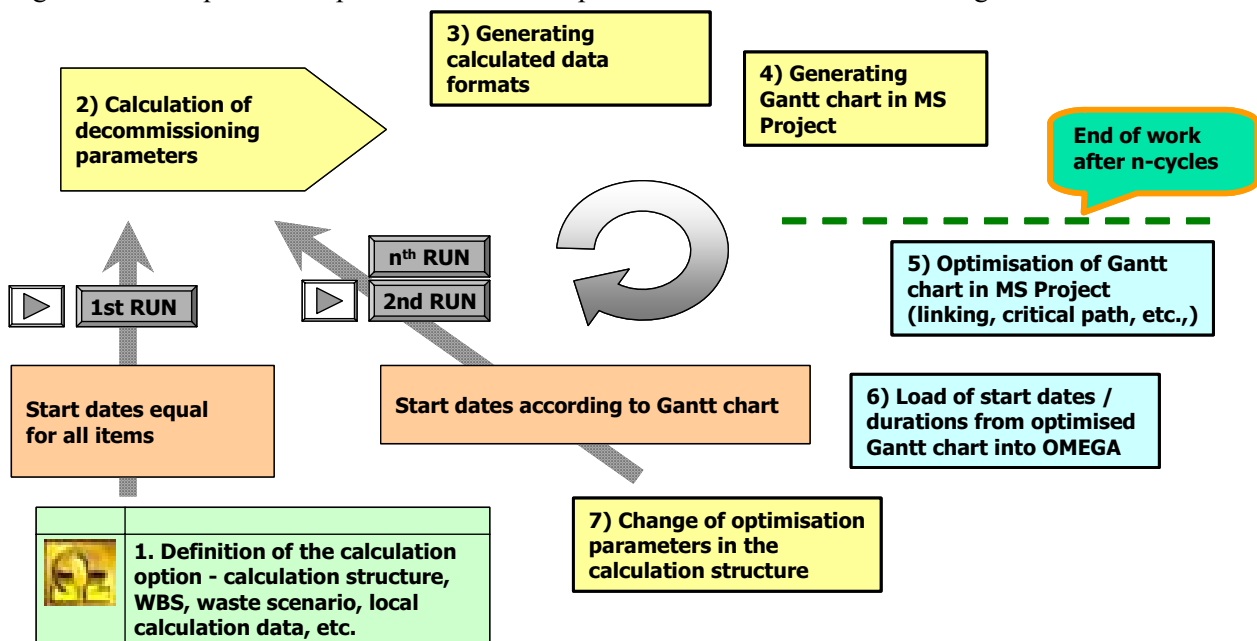 3) Generating
calculated data
formats
4) Generating
Gantt chart in MS
Project
2) Calculation of
decommissioning
parameters
End of work
after n-cycles
nth RUN
2nd RUN
1st RUN
5) Optimisation of Gantt
chart in MS Project
(linking, critical path, etc.,)
Start dates equal
for all items
Start dates according to Gantt chart
6) Load of start dates /
durations from optimised
Gantt chart into OMEGA
7) Change of optimisation
parameters in the
calculation structure
1. Definition of the calculation
option - calculation structure,
WBS, waste scenario, local
calculation data, etc.